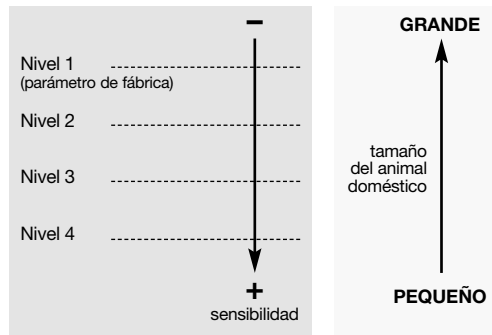 −
Nivel 1
(parámetro de fábrica)
Nivel 2
Nivel 3
Nivel 4
+
sensibilidad
GRANDE
tamaño
del animal
doméstico
PEQUEÑO